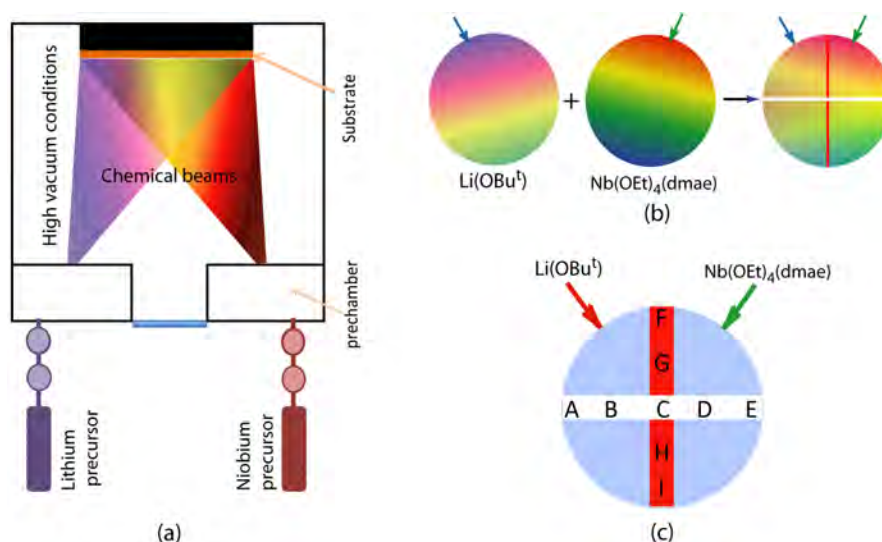 High vacuum conditions
Chemical beams
Substrate
prechamber
Lithium
precursor
Niobium
precursor
(a)
+
Li(OBuᵗ)
Nb(OEt)₄(dmae)
(b)
Li(OBuᵗ)
Nb(OEt)₄(dmae)
F
G
A B C D E
H
I
(c)